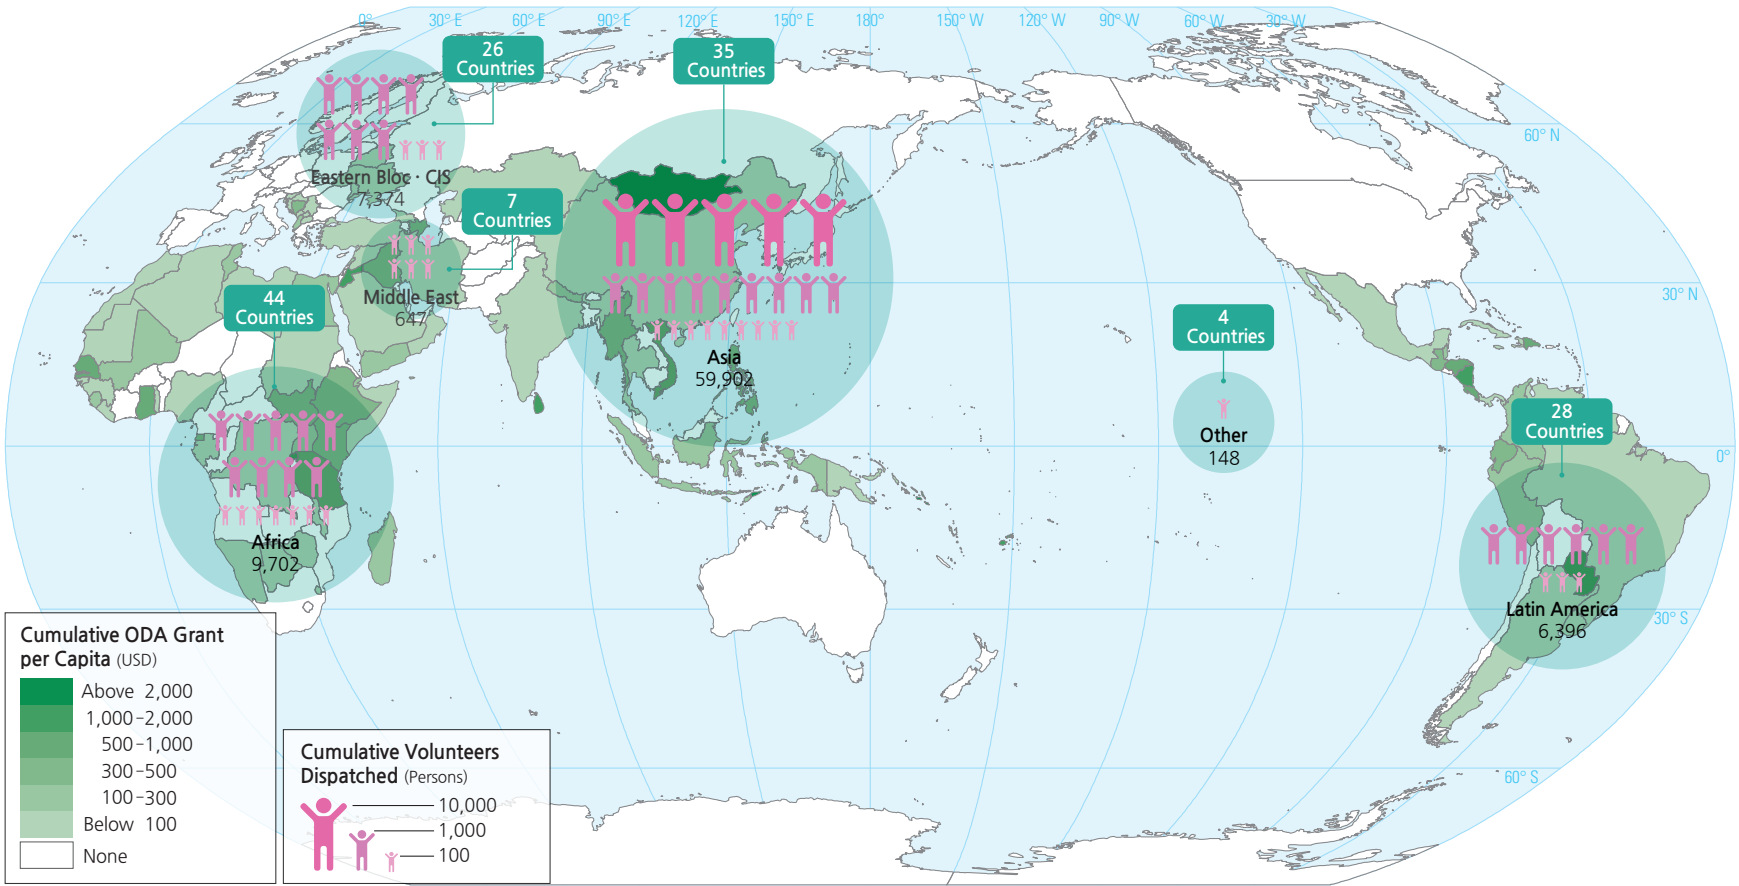 0°
30° E
60° E
90° E
120° E
150° E
180°
150° W
120° W
90° W
60° W
30° W
26
Countries
35
Countries
60° N
Eastern Bloc · CIS
7,374
7
Countries
Middle East
647
44
Countries
30° N
4
Countries
Asia
59,902
Other
148
28
Countries
0°
Africa
9,702
Latin America
6,396
30° S
60° S
Cumulative ODA Grant
per Capita (USD)
Above 2,000
1,000-2,000
500-1,000
300-500
100-300
Below 100
None
Cumulative Volunteers
Dispatched (Persons)
10,000
1,000
100